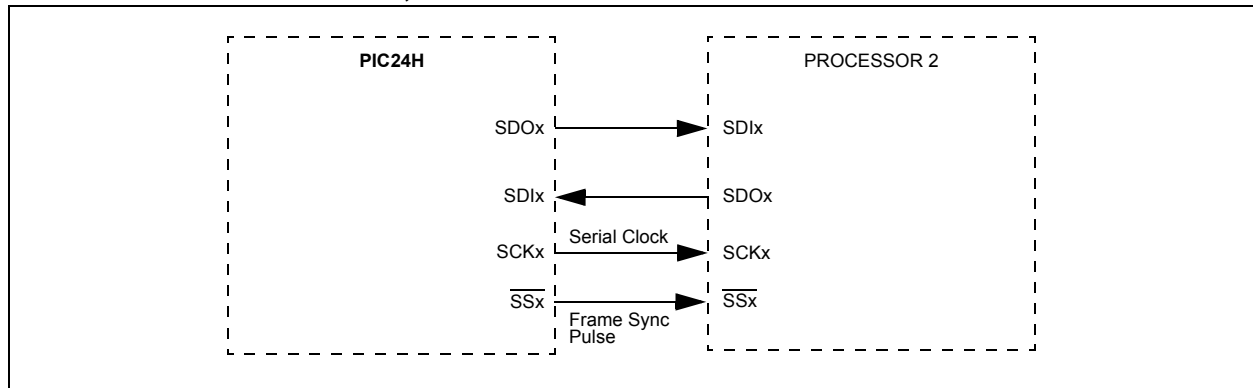 PIC24H
PROCESSOR 2
SDOx
SDIx
SDIx
SDOx
Serial Clock
SCKx
SCKx
SSx
SSx
Frame Sync
Pulse